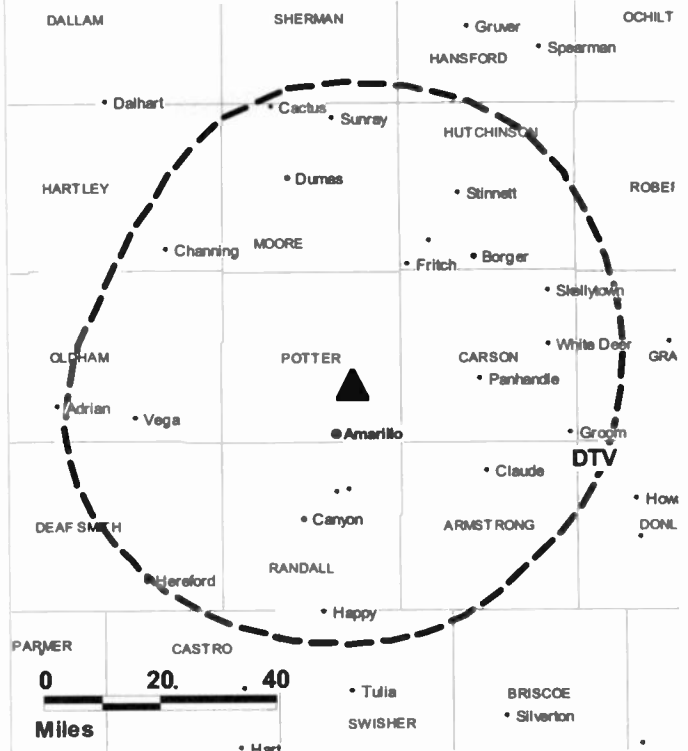 DALLAM
SHERMAN
OCHILT
Gruver
Spearman
HANSFORD
Dalhart
Cactus
Sunray
HUTCHINSON
Dumas
HARTLEY
Stinnett
ROBER
Channing
MOORE
Borger
Fritch
Skellytown
White Deer
OLDHAM
POTTER
CARSON
GRA
Panhandle
Adrian
Vega
Amarillo
Groom
DTV
Claude
How
Canyon
DEAF SMITH
ARMSTRONG
DONL
RANDALL
Hereford
Happy
PARMER
CASTRO
0 20 40
Miles
Tulia
BRISCOE
Silverton
SWISHER
Hart